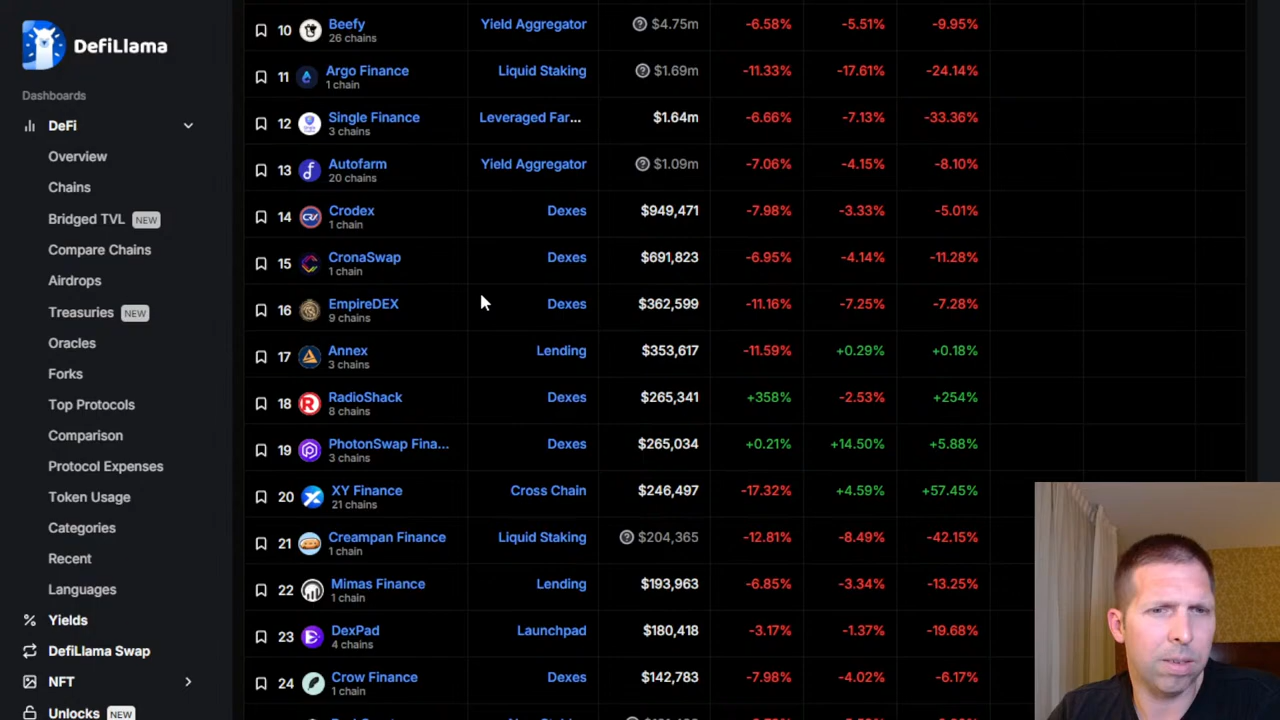 DefiLlama
Dashboards
DeFi
Overview
Chains
Bridged TVL NEW
Compare Chains
Airdrops
Treasuries NEW
Oracles
Forks
Top Protocols
Comparison
Protocol Expenses
Token Usage
Categories
Recent
Languages
Yields
DefiLlama Swap
NFT
Unlocks NEW
10 Beefy Yield Aggregator $4.75m -6.58% -5.51% -9.95%
26 chains
11 Argo Finance Liquid Staking $1.69m -11.33% -17.61% -24.14%
1 chain
12 Single Finance Leveraged Far... $1.64m -6.66% -7.13% -33.36%
3 chains
13 Autofarm Yield Aggregator $1.09m -7.06% -4.15% -8.10%
20 chains
14 Crodex Dexes $949,471 -7.98% -3.33% -5.01%
1 chain
15 CronaSwap Dexes $691,823 -6.95% -4.14% -11.28%
1 chain
16 EmpireDEX Dexes $362,599 -11.16% -7.25% -7.28%
9 chains
17 Annex Lending $353,617 -11.59% +0.29% +0.18%
3 chains
18 RadioShack Dexes $265,341 +358% -2.53% +254%
8 chains
19 PhotonSwap Fina... Dexes $265,034 +0.21% +14.50% +5.88%
3 chains
20 XY Finance Cross Chain $246,497 -17.32% +4.59% +57.45%
21 chains
21 Creampan Finance Liquid Staking $204,365 -12.81% -8.49% -42.15%
1 chain
22 Mimas Finance Lending $193,963 -6.85% -3.34% -13.25%
1 chain
23 DexPad Launchpad $180,418 -3.17% -1.37% -19.68%
4 chains
24 Crow Finance Dexes $142,783 -7.98% -4.02% -6.17%
1 chain